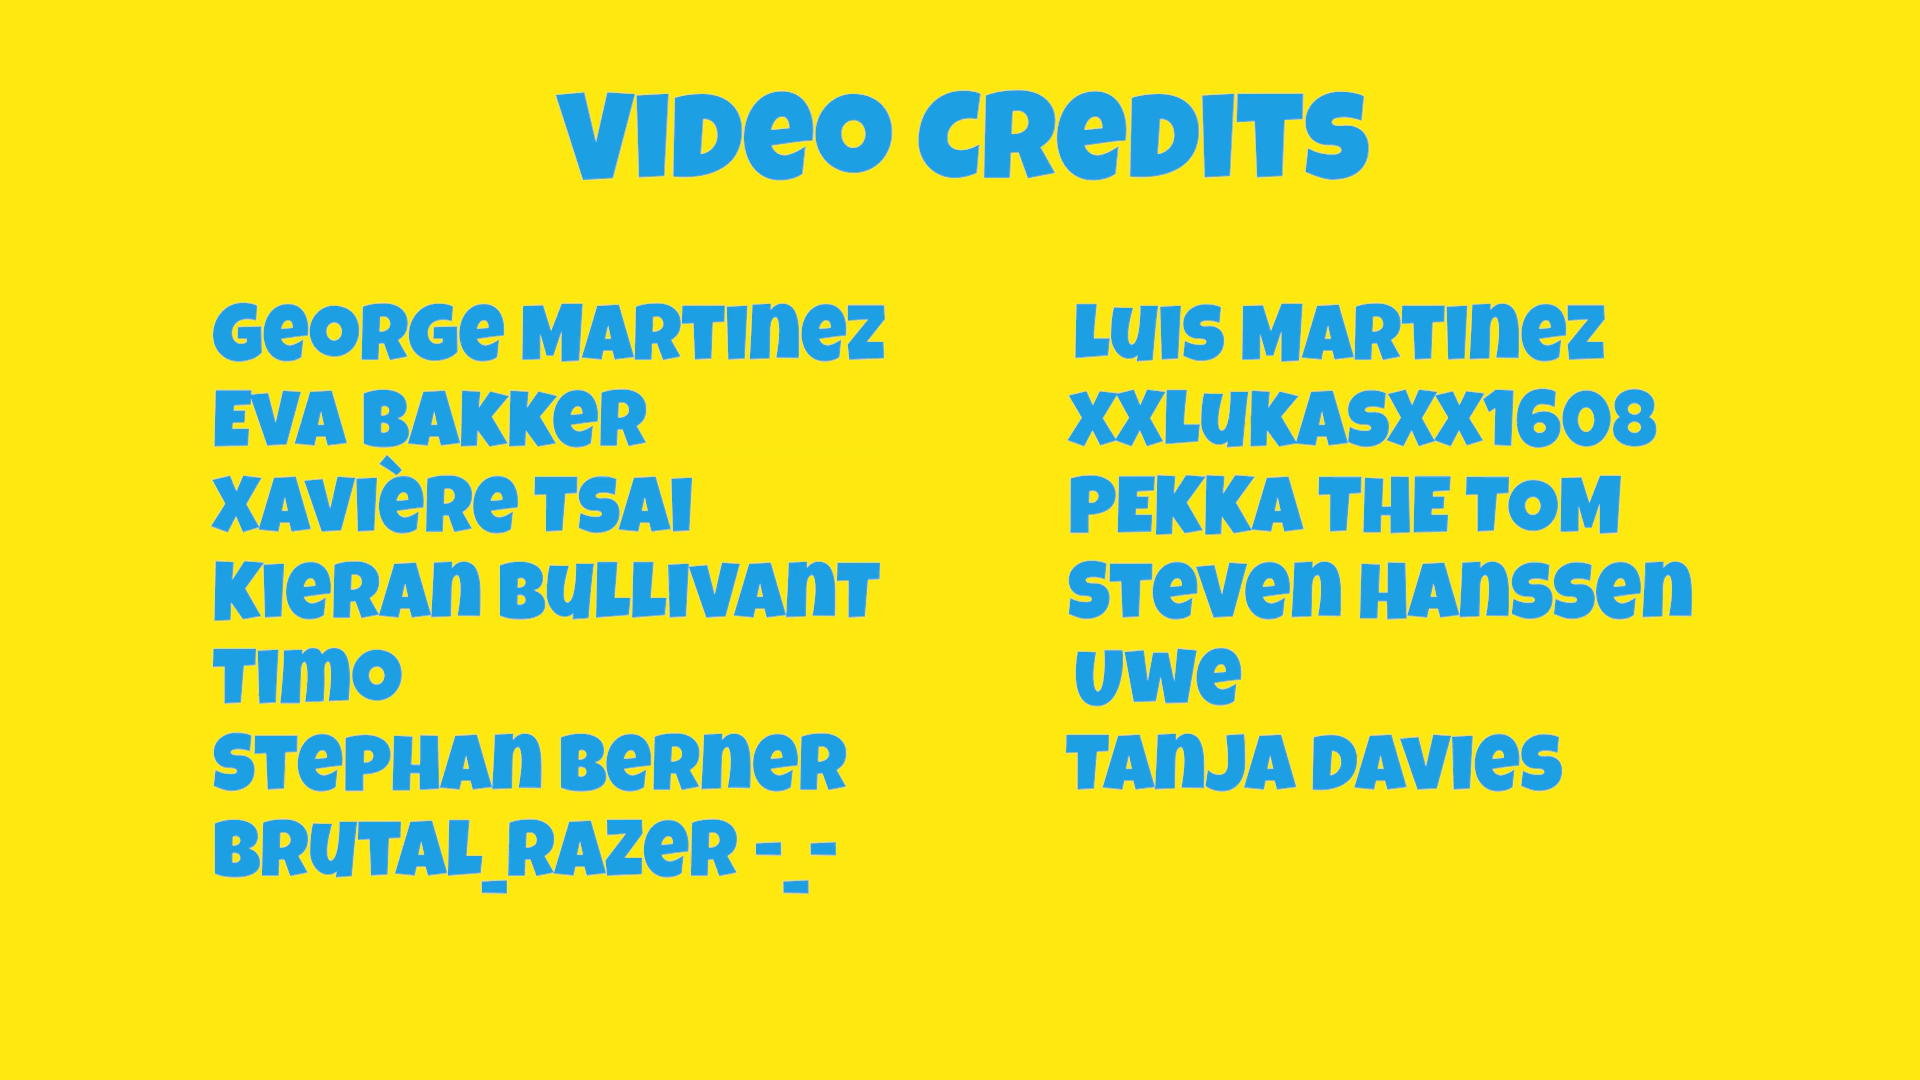 Video Credits
George Martinez
Eva Bakker
Xavière Tsai
Kieran Bullivant
Timo
Stephan Berner
Brutal_Razer -_-
Luis Martinez
xXLukasXx1608
PEKKA THE ToM
Steven Hanssen
Uwe
Tanja Davies